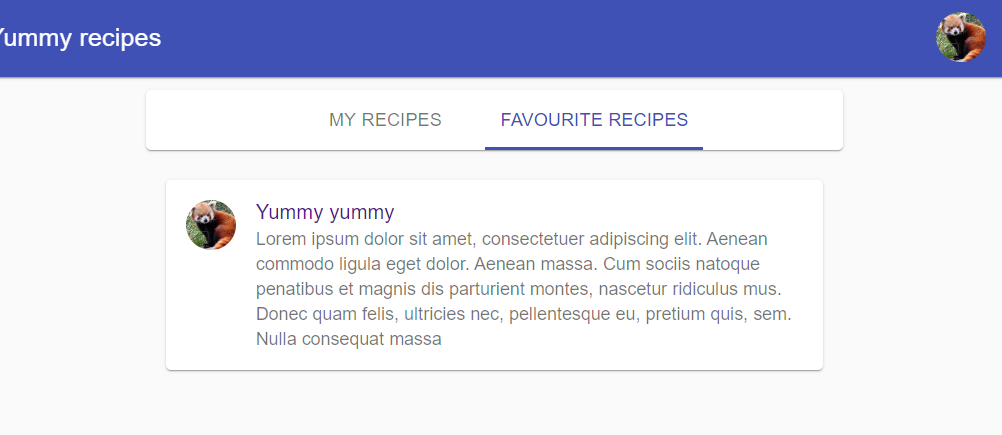 Yummy recipes
MY RECIPES FAVOURITE RECIPES
Yummy yummy
Lorem ipsum dolor sit amet, consectetuer adipiscing elit. Aenean
commodo ligula eget dolor. Aenean massa. Cum sociis natoque
penatibus et magnis dis parturient montes, nascetur ridiculus mus.
Donec quam felis, ultricies nec, pellentesque eu, pretium quis, sem.
Nulla consequat massa